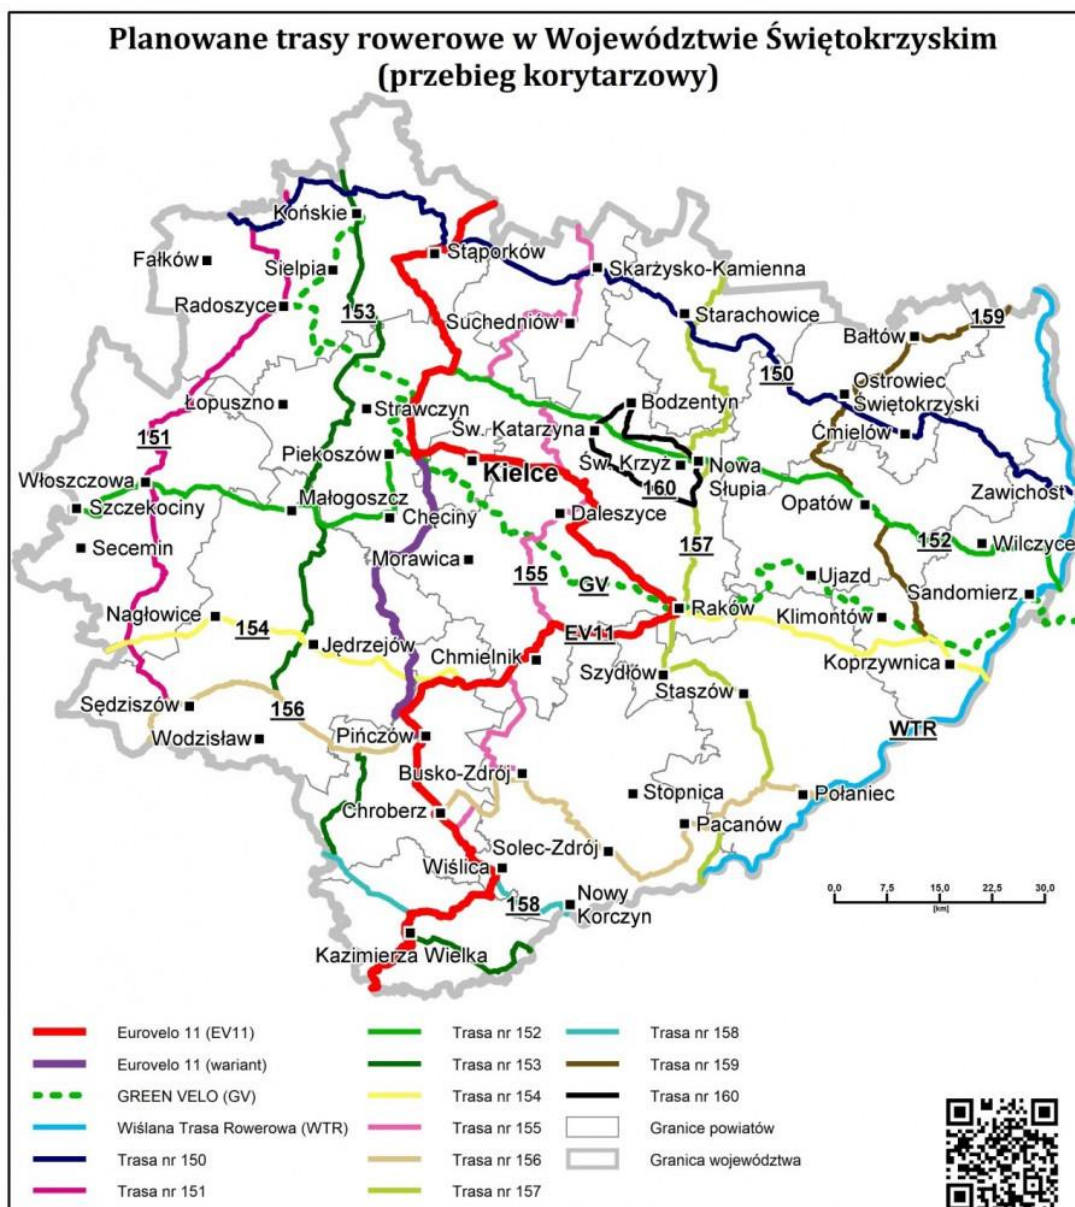 Planowane trasy rowerowe w Województwie Świętokrzyskim
(przebieg korytarzowy)
Końskie
Fałków
Stąporków
Sielpia
Skarżysko-Kamienna
Radoszyce
153
Suchedniów
Starachowice
159
Bałtów
150
Łopuszno
Strawczyn
Bodzentyn
Ostrowiec
Świętokrzyski
151
Św. Katarzyna
Ćmielów
Piekoszów
Kielce
Św. Krzyż
Nowa
Słupia
Włoszczowa
160
Zawichost
Szczekociny
Małogoszcz
Chęciny
Daleszyce
Opatów
Secemin
152
Wilczyce
Morawica
157
155
GV
Ujazd
Sandomierz
Nagłowice
Raków
Klimontów
154
EV11
Jędrzejów
Chmielnik
Koprzywnica
Szydłów
Staszów
Sędziszów
156
Wodzisław
Pińczów
WTR
Busko-Zdrój
Stopnica
Połaniec
Chroberz
Pacanów
Solec-Zdrój
Wiślica
158
Nowy
Korczyn
0,0 7,5 15,0 22,5 30,0
[km]
Kazimierza Wielka
Eurovelo 11 (EV11)
Eurovelo 11 (wariant)
GREEN VELO (GV)
Wiślana Trasa Rowerowa (WTR)
Trasa nr 150
Trasa nr 151
Trasa nr 152
Trasa nr 153
Trasa nr 154
Trasa nr 155
Trasa nr 156
Trasa nr 157
Trasa nr 158
Trasa nr 159
Trasa nr 160
Granice powiatów
Granica województwa